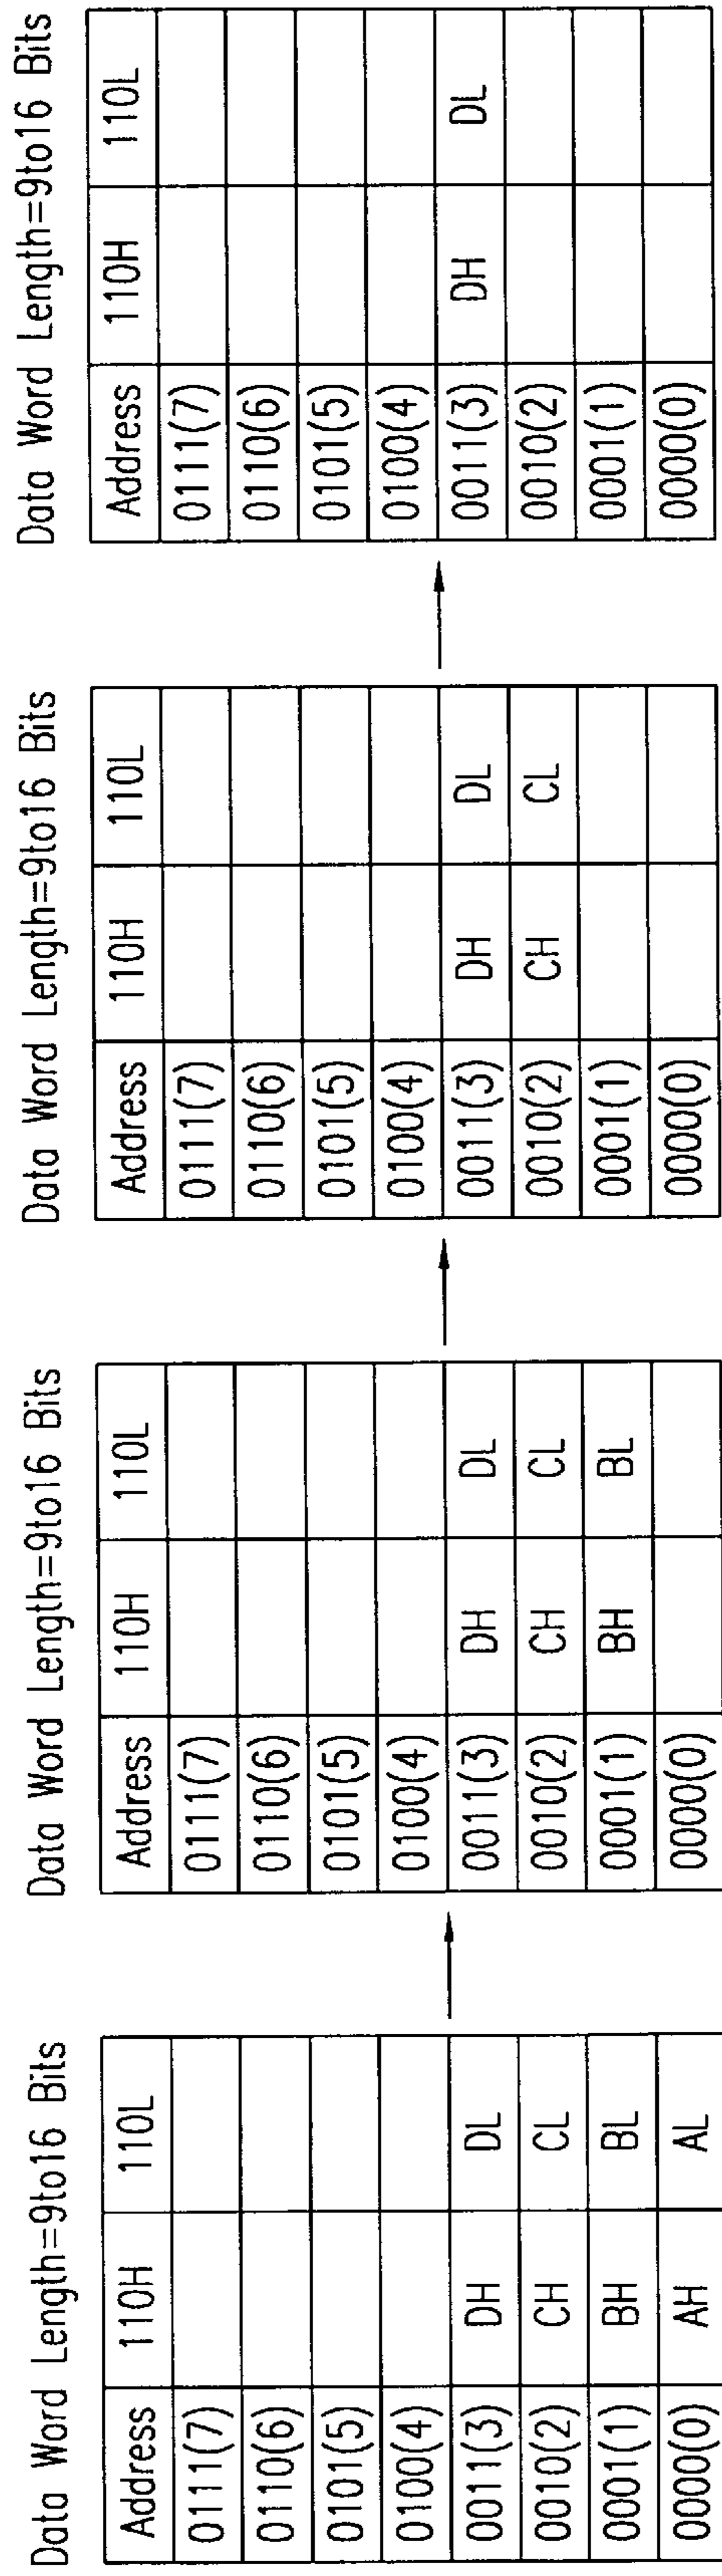 Data Word Length=9to16 Bits
Address 110H 110L
0111(7)
0110(6)
0101(5)
0100(4)
0011(3) DH DL
0010(2) CH CL
0001(1) BH BL
0000(0) AH AL
Data Word Length=9to16 Bits
Address 110H 110L
0111(7)
0110(6)
0101(5)
0100(4)
0011(3) DH DL
0010(2) CH CL
0001(1) BH BL
0000(0)
Data Word Length=9to16 Bits
Address 110H 110L
0111(7)
0110(6)
0101(5)
0100(4)
0011(3) DH DL
0010(2) CH CL
0001(1)
0000(0)
Data Word Length=9to16 Bits
Address 110H 110L
0111(7)
0110(6)
0101(5)
0100(4)
0011(3) DH DL
0010(2)
0001(1)
0000(0)